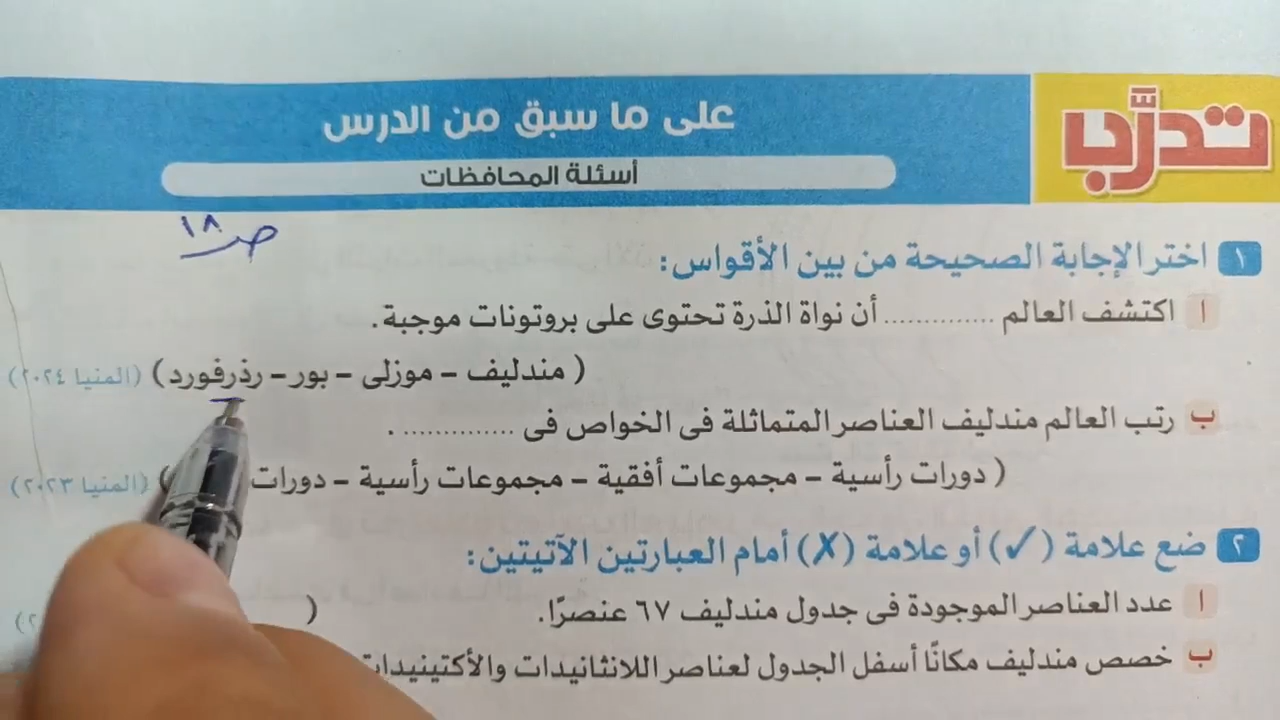 تدرَّب
على ما سبق من الدرس
أسئلة المحافظات
صـ ١٨
١ اختر الإجابة الصحيحة من بين الأقواس:
أ اكتشف العالم .............. أن نواة الذرة تحتوى على بروتونات موجبة.
( مندليف - موزلى - بور - رذرفورد) (المنيا ٢٠٢٤)
ب رتب العالم مندليف العناصر المتماثلة فى الخواص فى .............. .
( دورات رأسية - مجموعات أفقية - مجموعات رأسية - دورات ) (المنيا ٢٠٢٣)
٢ ضع علامة (✓) أو علامة (✗) أمام العبارتين الآتيتين:
أ عدد العناصر الموجودة فى جدول مندليف ٦٧ عنصرًا. (
ب خصص مندليف مكانًا أسفل الجدول لعناصر اللانثانيدات والأكتينيدات